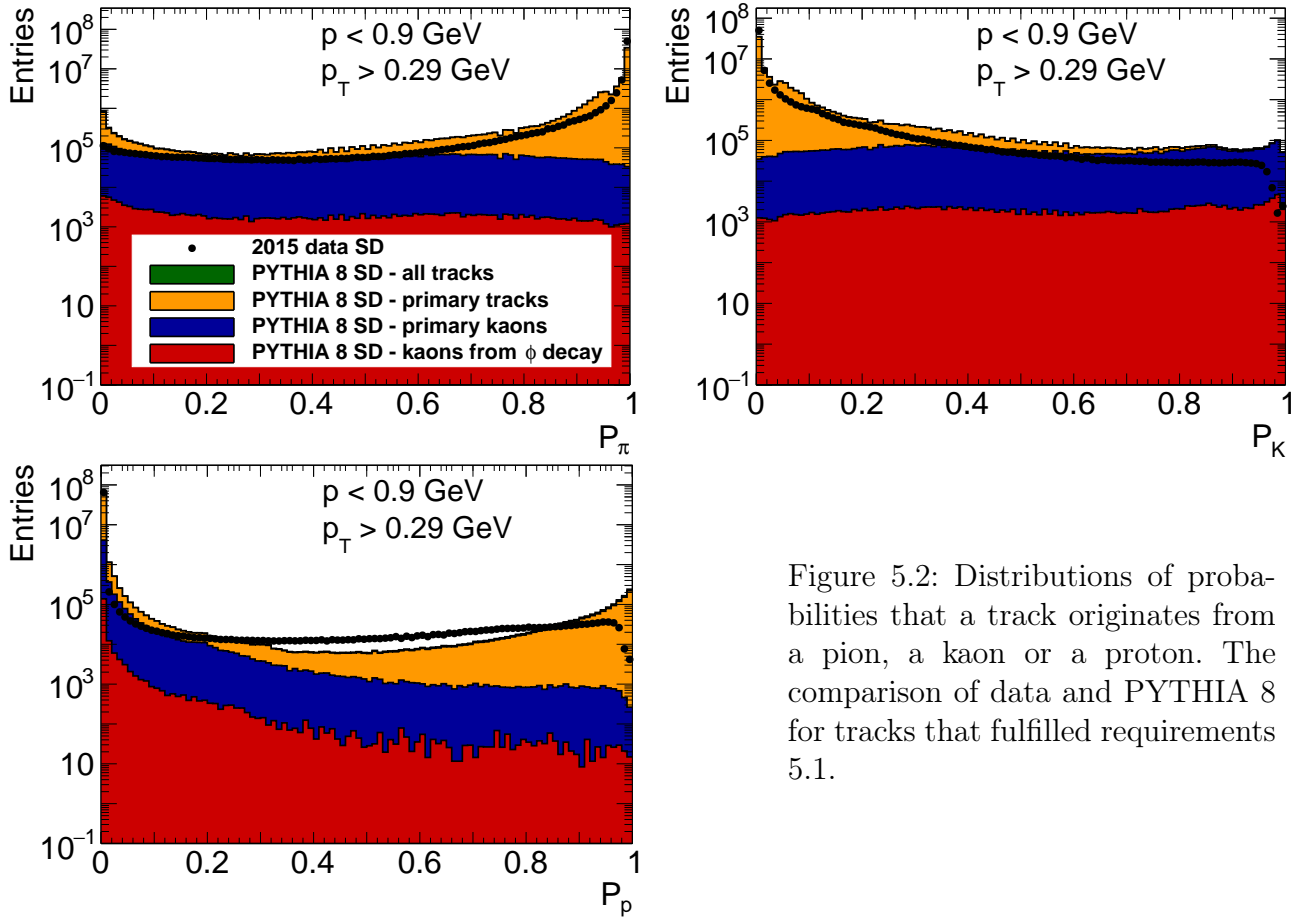 Entries
10^8
10^7
10^5
10^3
10
10^−1
p < 0.9 GeV
p_T > 0.29 GeV
2015 data SD
PYTHIA 8 SD - all tracks
PYTHIA 8 SD - primary tracks
PYTHIA 8 SD - primary kaons
PYTHIA 8 SD - kaons from ϕ decay
0 0.2 0.4 0.6 0.8 1
P_π
Entries
10^8
10^7
10^5
10^3
10
10^−1
p < 0.9 GeV
p_T > 0.29 GeV
0 0.2 0.4 0.6 0.8 1
P_K
Entries
10^8
10^7
10^5
10^3
10
10^−1
p < 0.9 GeV
p_T > 0.29 GeV
0 0.2 0.4 0.6 0.8 1
P_p
Figure 5.2: Distributions of proba-
bilities that a track originates from
a pion, a kaon or a proton. The
comparison of data and PYTHIA 8
for tracks that fulfilled requirements
5.1.